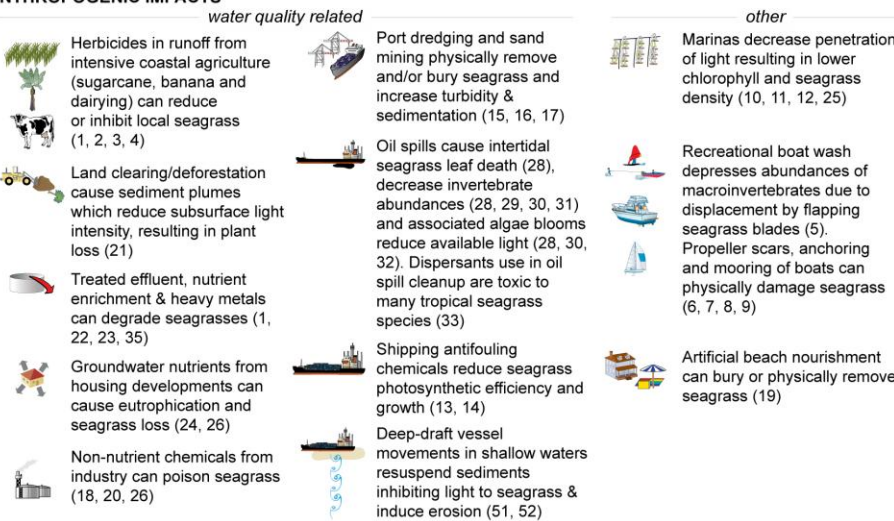 water quality related
Herbicides in runoff from
intensive coastal agriculture
(sugarcane, banana and
dairying) can reduce
or inhibit local seagrass
(1, 2, 3, 4)
Land clearing/deforestation
cause sediment plumes
which reduce subsurface light
intensity, resulting in plant
loss (21)
Treated effluent, nutrient
enrichment & heavy metals
can degrade seagrasses (1,
22, 23, 35)
Groundwater nutrients from
housing developments can
cause eutrophication and
seagrass loss (24, 26)
Non-nutrient chemicals from
industry can poison seagrass
(18, 20, 26)
Port dredging and sand
mining physically remove
and/or bury seagrass and
increase turbidity &
sedimentation (15, 16, 17)
Oil spills cause intertidal
seagrass leaf death (28),
decrease invertebrate
abundances (28, 29, 30, 31)
and associated algae blooms
reduce available light (28, 30,
32). Dispersants use in oil
spill cleanup are toxic to
many tropical seagrass
species (33)
Shipping antifouling
chemicals reduce seagrass
photosynthetic efficiency and
growth (13, 14)
Deep-draft vessel
movements in shallow waters
resuspend sediments
inhibiting light to seagrass &
induce erosion (51, 52)
other
Marinas decrease penetration
of light resulting in lower
chlorophyll and seagrass
density (10, 11, 12, 25)
Recreational boat wash
depresses abundances of
macroinvertebrates due to
displacement by flapping
seagrass blades (5).
Propeller scars, anchoring
and mooring of boats can
physically damage seagrass
(6, 7, 8, 9)
Artificial beach nourishment
can bury or physically remove
seagrass (19)